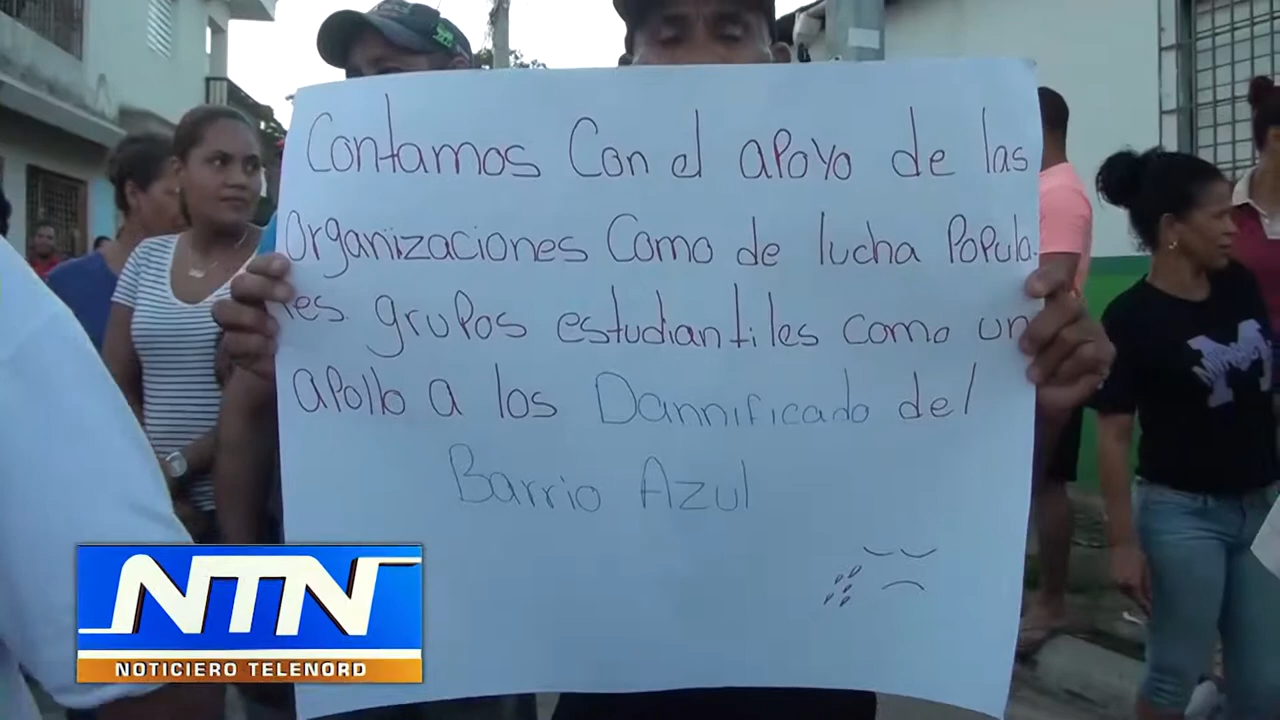 Contamos Con el apoyo de las
Organizaciones Como de lucha Popula
res grupos estudiantiles como un
apollo a los Dannificado del
Barrio Azul
NTN
NOTICIERO TELENORD
M